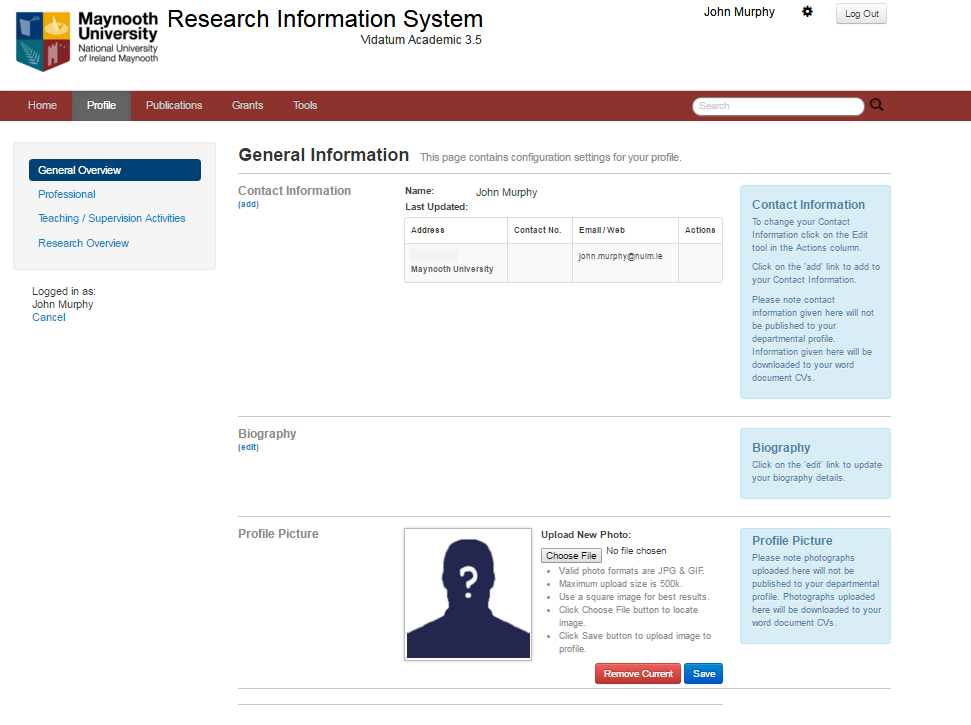 Maynooth
University
National University
of Ireland Maynooth
Research Information System
Vidatum Academic 3.5
John Murphy
Log Out
Home Profile Publications Grants Tools
Search
General Overview
Professional
Teaching / Supervision Activities
Research Overview
Logged in as:
John Murphy
Cancel
General Information This page contains configuration settings for your profile.
Contact Information
(add)
Name: John Murphy
Last Updated:
Address Contact No. Email / Web Actions
Maynooth University
john.murphy@nuim.ie
Contact Information
To change your Contact
Information click on the Edit
tool in the Actions column.
Click on the 'add' link to add to
your Contact Information.
Please note contact
information given here will not
be published to your
departmental profile.
Information given here will be
downloaded to your word
document CVs.
Biography
(edit)
Biography
Click on the 'edit' link to update
your biography details.
Profile Picture
?
Upload New Photo:
Choose File No file chosen
• Valid photo formats are JPG & GIF.
• Maximum upload size is 500k.
• Use a square image for best results.
• Click Choose File button to locate
image.
• Click Save button to upload image to
profile.
Remove Current Save
Profile Picture
Please note photographs
uploaded here will not be
published to your departmental
profile. Photographs uploaded
here will be downloaded to your
word document CVs.